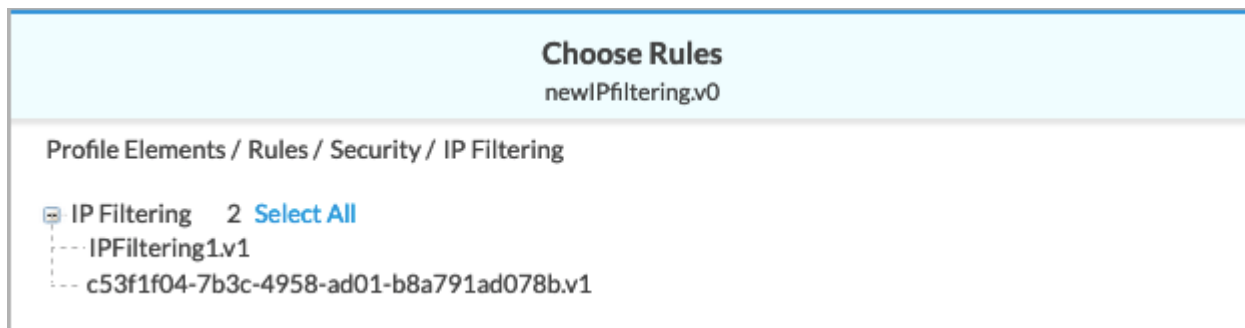 Choose Rules
newIPfiltering.v0
Profile Elements / Rules / Security / IP Filtering
IP Filtering 2 Select All
IPFiltering1.v1
c53f1f04-7b3c-4958-ad01-b8a791ad078b.v1